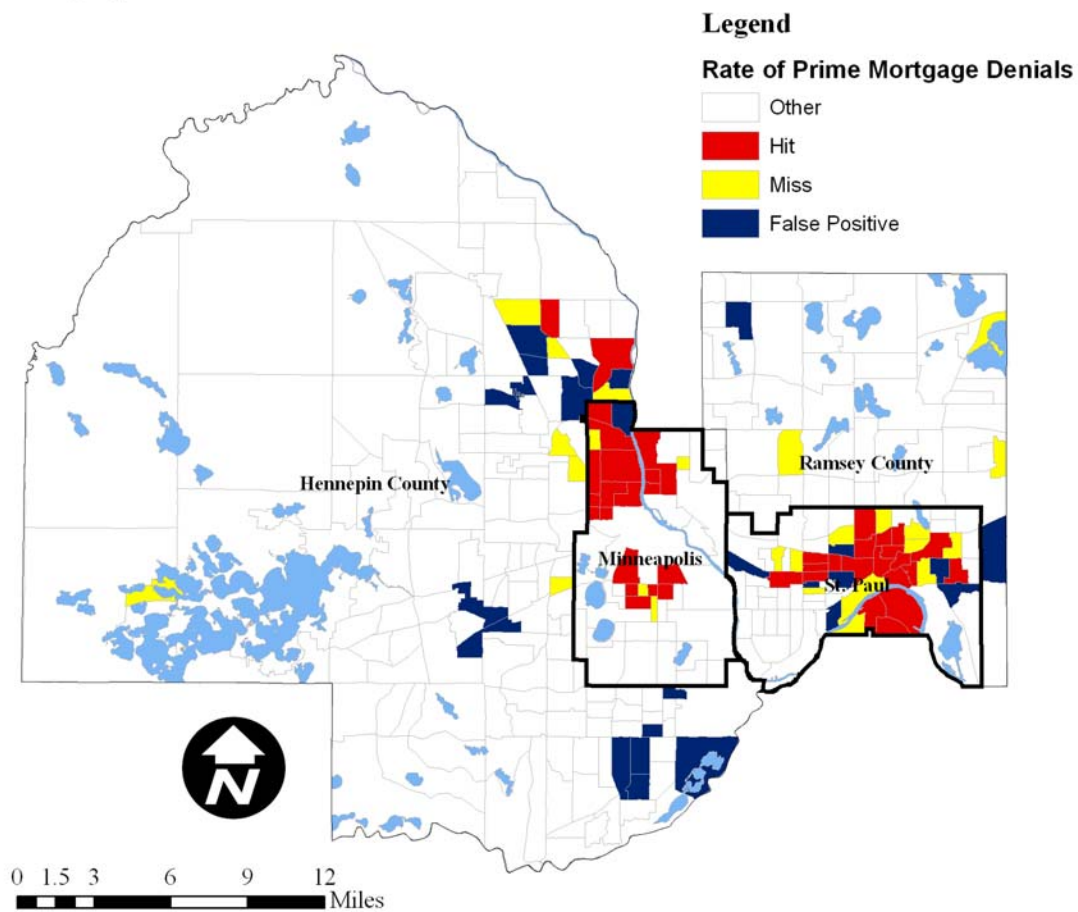 Legend
Rate of Prime Mortgage Denials
Other
Hit
Miss
False Positive
Ramsey County
Hennepin County
Minneapolis
St. Paul
N
0 1.5 3 6 9 12
Miles